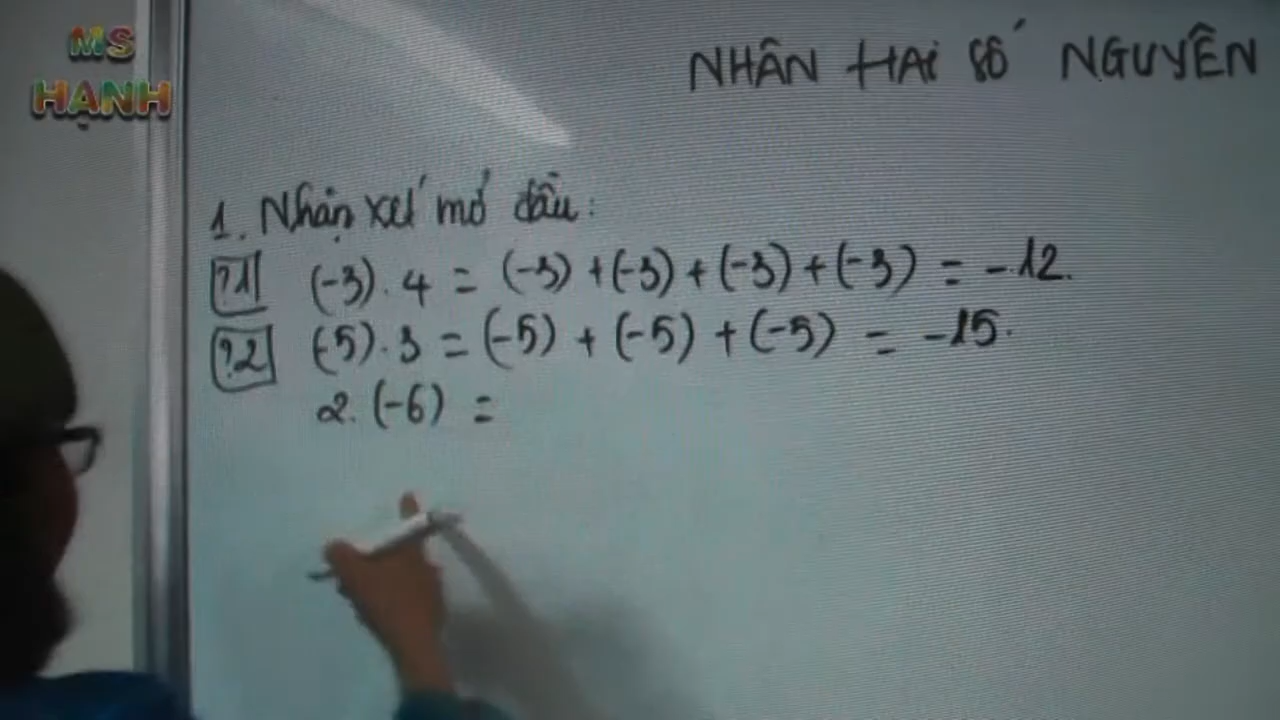 MS
HẠNH
NHÂN HAI SỐ NGUYÊN
1. Nhận xét mở đầu:
?1 (-3). 4 = (-3) + (-3) + (-3) + (-3) = -12.
?2 (-5). 3 = (-5) + (-5) + (-5) = -15.
2. (-6) =